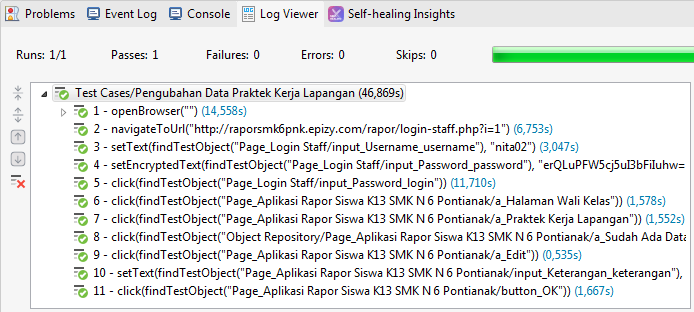 Problems Event Log Console Log Viewer Self-healing Insights
Runs: 1/1 Passes: 1 Failures: 0 Errors: 0 Skips: 0
Test Cases/Pengubahan Data Praktek Kerja Lapangan (46,869s)
1 - openBrowser("") (14,558s)
2 - navigateToUrl("http://raporsmk6pnk.epizy.com/rapor/login-staff.php?i=1") (6,753s)
3 - setText(findTestObject("Page_Login Staff/input_Username_username"), "nita02") (3,047s)
4 - setEncryptedText(findTestObject("Page_Login Staff/input_Password_password"), "erQLuPFW5cj5uI3bFiIuhw=
5 - click(findTestObject("Page_Login Staff/input_Password_login")) (11,710s)
6 - click(findTestObject("Page_Aplikasi Rapor Siswa K13 SMK N 6 Pontianak/a_Halaman Wali Kelas")) (1,578s)
7 - click(findTestObject("Page_Aplikasi Rapor Siswa K13 SMK N 6 Pontianak/a_Praktek Kerja Lapangan")) (1,552s)
8 - click(findTestObject("Object Repository/Page_Aplikasi Rapor Siswa K13 SMK N 6 Pontianak/a_Sudah Ada Data
9 - click(findTestObject("Page_Aplikasi Rapor Siswa K13 SMK N 6 Pontianak/a_Edit")) (0,535s)
10 - setText(findTestObject("Page_Aplikasi Rapor Siswa K13 SMK N 6 Pontianak/input_Keterangan_keterangan"),
11 - click(findTestObject("Page_Aplikasi Rapor Siswa K13 SMK N 6 Pontianak/button_OK")) (1,667s)